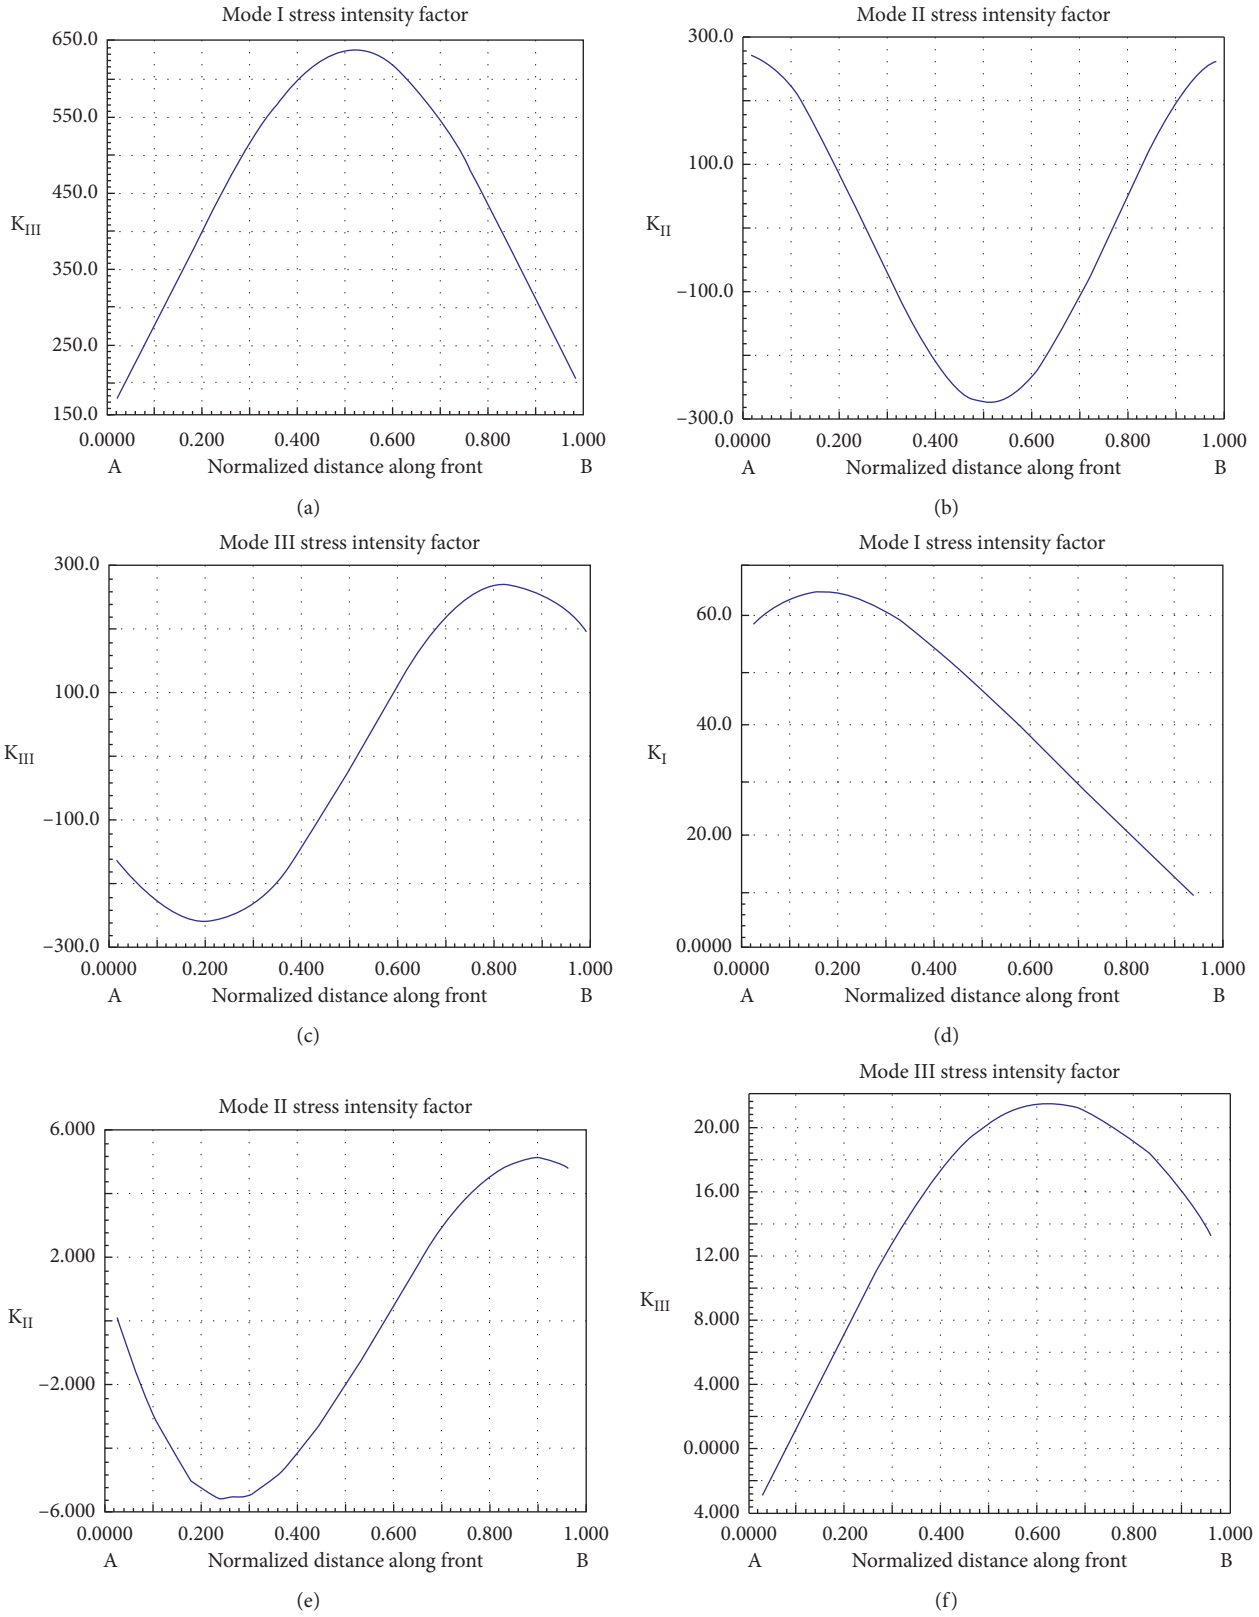 Mode I stress intensity factor
650.0
550.0
450.0
K_III
350.0
250.0
150.0
0.0000 0.200 0.400 0.600 0.800 1.000
A Normalized distance along front B
(a)
Mode II stress intensity factor
300.0
100.0
K_II
−100.0
−300.0
0.0000 0.200 0.400 0.600 0.800 1.000
A Normalized distance along front B
(b)
Mode III stress intensity factor
300.0
100.0
K_III
−100.0
−300.0
0.0000 0.200 0.400 0.600 0.800 1.000
A Normalized distance along front B
(c)
Mode I stress intensity factor
60.0
40.0
K_I
20.00
0.0000
0.0000 0.200 0.400 0.600 0.800 1.000
A Normalized distance along front B
(d)
Mode II stress intensity factor
6.000
2.000
K_II
−2.000
−6.000
0.0000 0.200 0.400 0.600 0.800 1.000
A Normalized distance along front B
(e)
Mode III stress intensity factor
20.00
16.00
12.00
K_III
8.000
4.000
0.0000
4.000
0.0000 0.200 0.400 0.600 0.800 1.000
A Normalized distance along front B
(f)